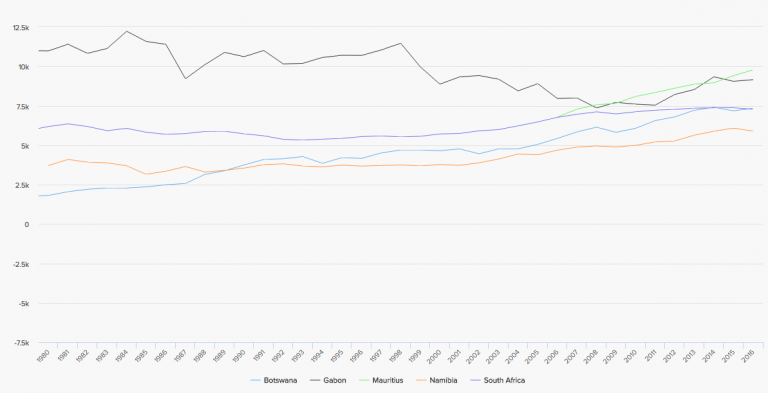 12.5k
10k
7.5k
5k
2.5k
0
-2.5k
-5k
-7.5k
1980 1981 1982 1983 1984 1985 1986 1987 1988 1989 1990 1991 1992 1993 1994 1995 1996 1997 1998 1999 2000 2001 2002 2003 2004 2005 2006 2007 2008 2009 2010 2011 2012 2013 2014 2015 2016
Botswana Gabon Mauritius Namibia South Africa